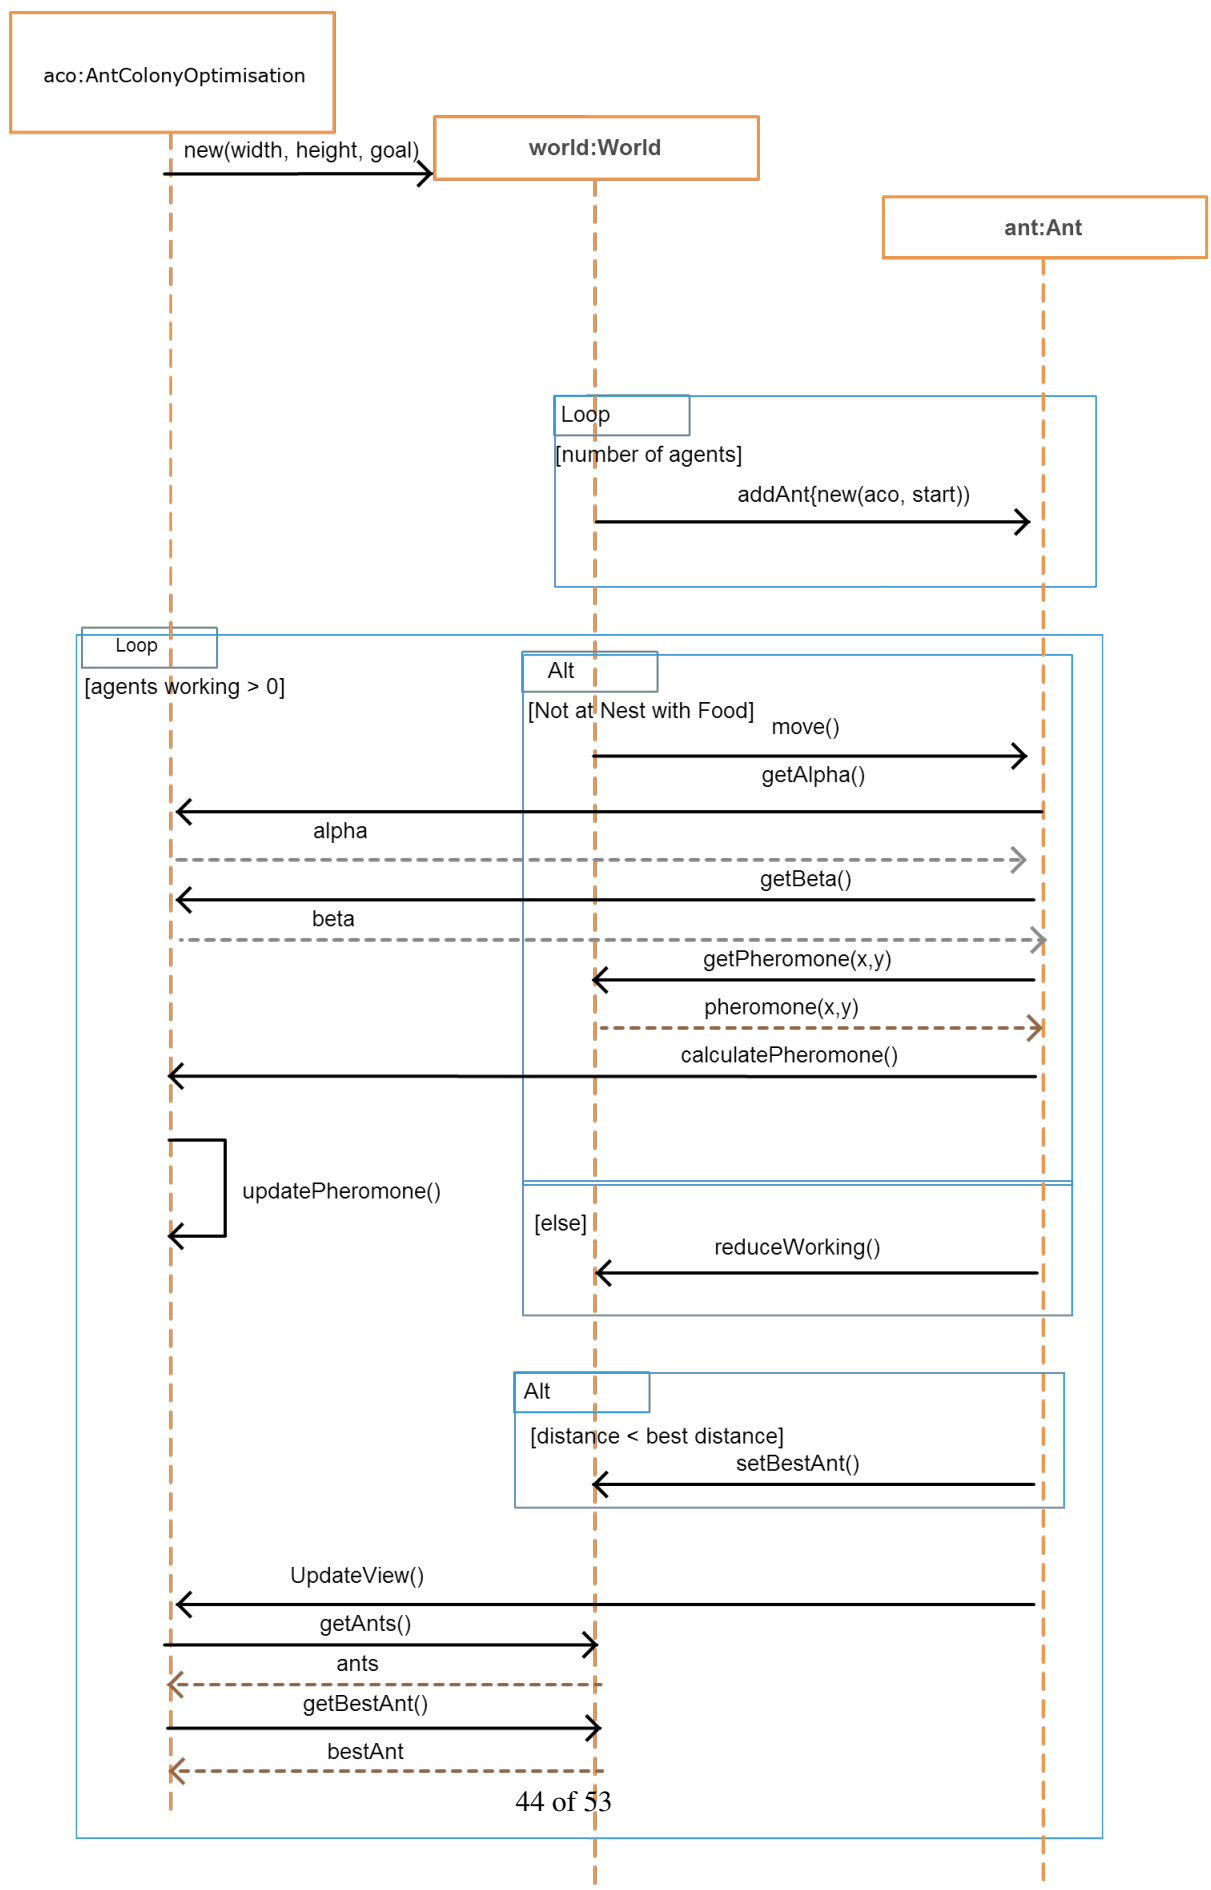 aco:AntColonyOptimisation
new(width, height, goal)
world:World
ant:Ant
Loop
[number of agents]
addAnt{new(aco, start))
Loop
[agents working > 0]
Alt
[Not at Nest with Food]
move()
getAlpha()
alpha
getBeta()
beta
getPheromone(x,y)
pheromone(x,y)
calculatePheromone()
updatePheromone()
[else]
reduceWorking()
Alt
[distance < best distance]
setBestAnt()
UpdateView()
getAnts()
ants
getBestAnt()
bestAnt
44 of 53